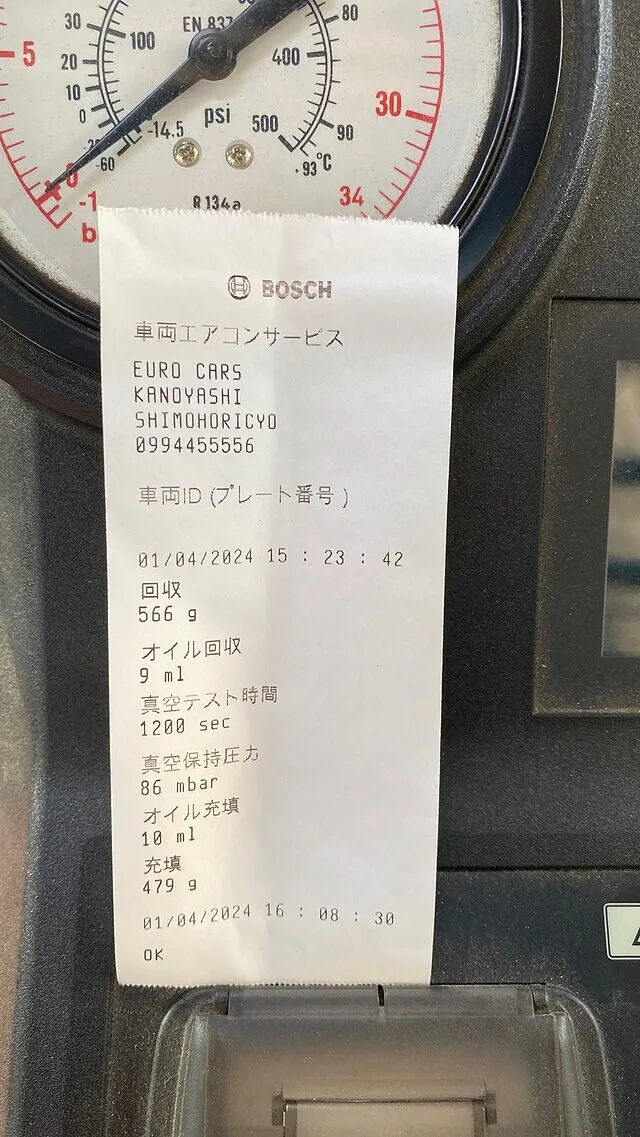 30
100
EN 837
80
5
20
400
10
psi
30
0
-14.5
500
90
-60
+93°C
0
-1
R134a
34
b
BOSCH
車両エアコンサービス
EURO CARS
KANOYASHI
SHIMOHORICYO
0994455556
車両ID (プレート番号 )
01/04/2024 15 : 23 : 42
回収
566 g
オイル回収
9 ml
真空テスト時間
1200 sec
真空保持圧力
86 mbar
オイル充填
10 ml
充填
479 g
01/04/2024 16 : 08 : 30
OK